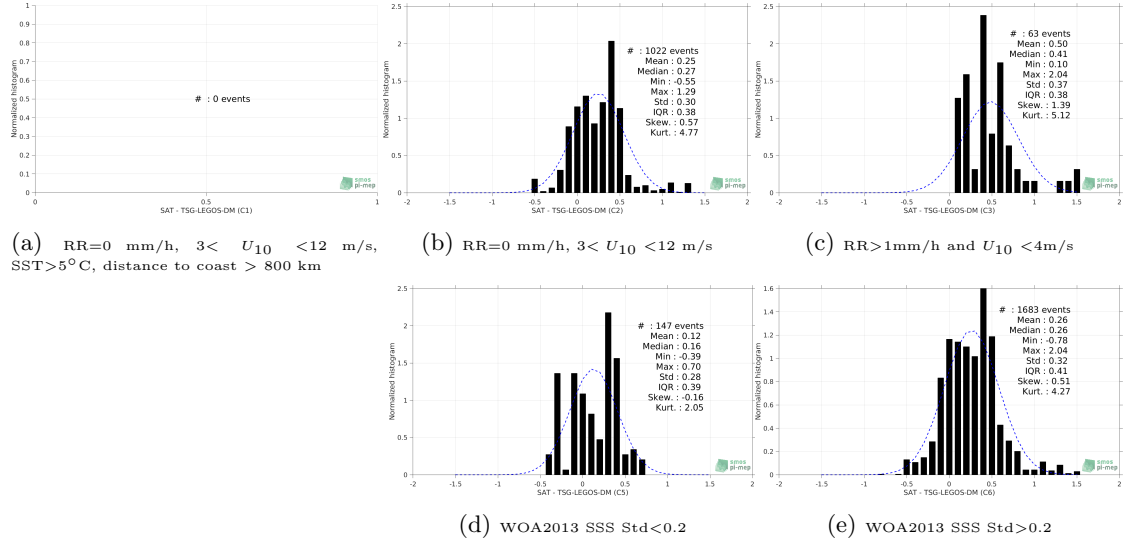 Normalized histogram
1
0.9
0.8
0.7
0.6
0.5
0.4
0.3
0.2
0.1
0
# : 0 events
0 0.5 1
SAT - TSG-LEGOS-DM (C1)
smos
pi-mep
(a) RR=0 mm/h, 3< U10 <12 m/s,
SST>5°C, distance to coast > 800 km
Normalized histogram
2.5
2
1.5
1
0.5
0
# : 1022 events
Mean : 0.25
Median : 0.27
Min : -0.55
Max : 1.29
Std : 0.30
IQR : 0.38
Skew. : 0.57
Kurt. : 4.77
-2 -1.5 -1 -0.5 0 0.5 1 1.5 2
SAT - TSG-LEGOS-DM (C2)
smos
pi-mep
(b) RR=0 mm/h, 3< U10 <12 m/s
Normalized histogram
2.5
2
1.5
1
0.5
0
# : 63 events
Mean : 0.50
Median : 0.41
Min : 0.10
Max : 2.04
Std : 0.37
IQR : 0.38
Skew. : 1.39
Kurt. : 5.12
-2 -1.5 -1 -0.5 0 0.5 1 1.5 2
SAT - TSG-LEGOS-DM (C3)
smos
pi-mep
(c) RR>1mm/h and U10 <4m/s
Normalized histogram
2.5
2
1.5
1
0.5
0
# : 147 events
Mean : 0.12
Median : 0.16
Min : -0.39
Max : 0.70
Std : 0.28
IQR : 0.39
Skew. : -0.16
Kurt. : 2.05
-2 -1.5 -1 -0.5 0 0.5 1 1.5 2
SAT - TSG-LEGOS-DM (C5)
smos
pi-mep
(d) WOA2013 SSS Std<0.2
Normalized histogram
1.6
1.4
1.2
1
0.8
0.6
0.4
0.2
0
# : 1683 events
Mean : 0.26
Median : 0.26
Min : -0.78
Max : 2.04
Std : 0.32
IQR : 0.41
Skew. : 0.51
Kurt. : 4.27
-2 -1.5 -1 -0.5 0 0.5 1 1.5 2
SAT - TSG-LEGOS-DM (C6)
smos
pi-mep
(e) WOA2013 SSS Std>0.2